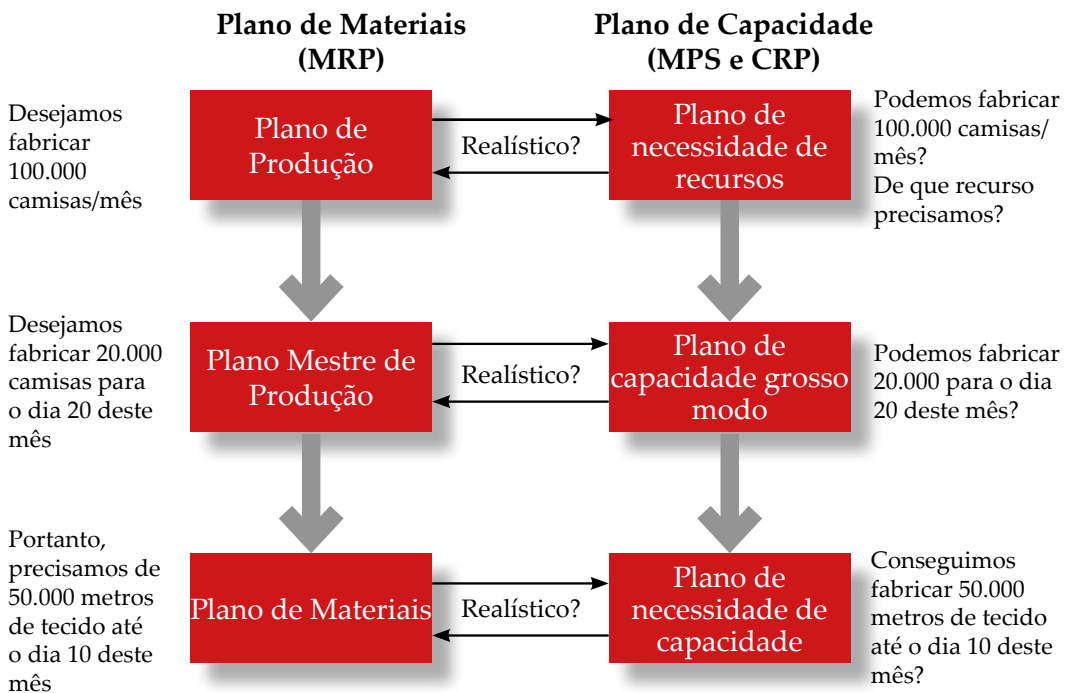 Plano de Materiais
(MRP)
Plano de Capacidade
(MPS e CRP)
Desejamos
fabricar
100.000
camisas/mês
Plano de
Produção
Realístico?
Plano de
necessidade de
recursos
Podemos fabricar
100.000 camisas/
mês?
De que recurso
precisamos?
Desejamos
fabricar 20.000
camisas para
o dia 20 deste
mês
Plano Mestre de
Produção
Realístico?
Plano de
capacidade grosso
modo
Podemos fabricar
20.000 para o dia
20 deste mês?
Portanto,
precisamos de
50.000 metros
de tecido até
o dia 10 deste
mês
Plano de Materiais
Realístico?
Plano de
necessidade de
capacidade
Conseguimos
fabricar 50.000
metros de tecido
até o dia 10 deste
mês?